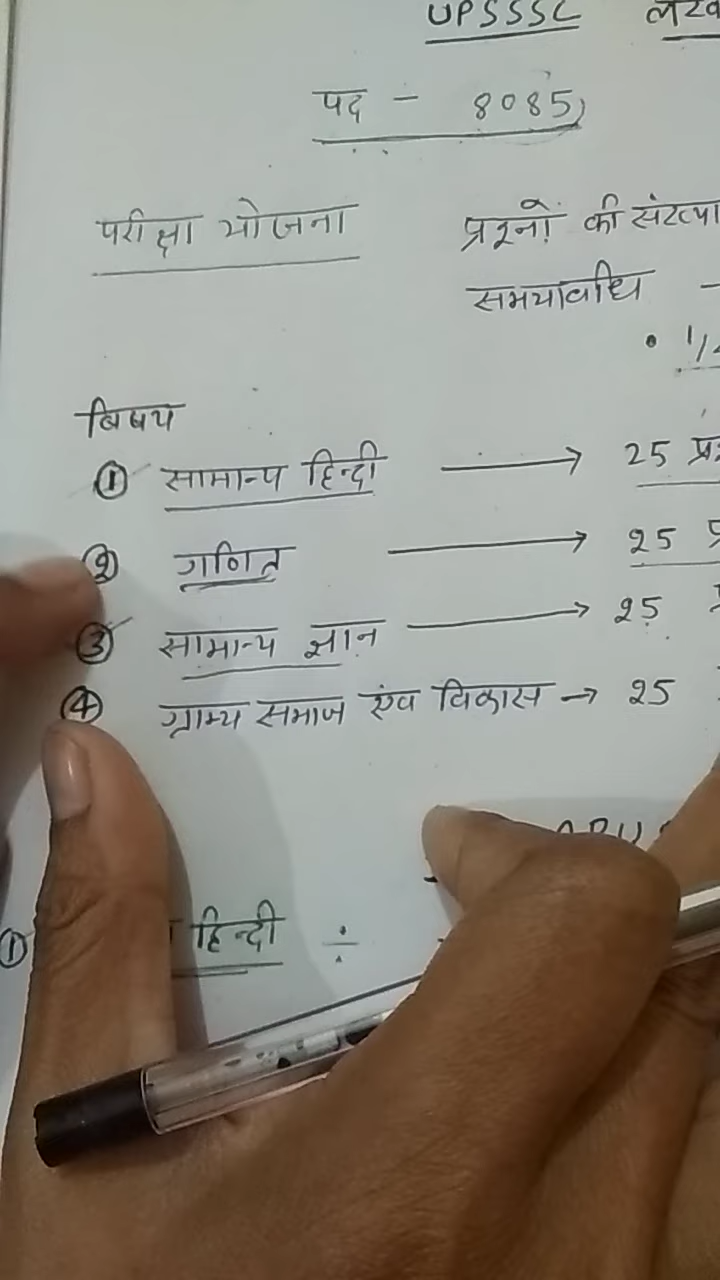 UPSSSC
पद - 8085
परीक्षा योजना
प्रश्नों की संख्या
समयावधि -
• 1/
बिषय
① सामान्य हिन्दी → 25
② गणित → 25
③ सामान्य ज्ञान → 25
④ ग्राम्य समाज एंव विकास → 25
① हिन्दी ÷